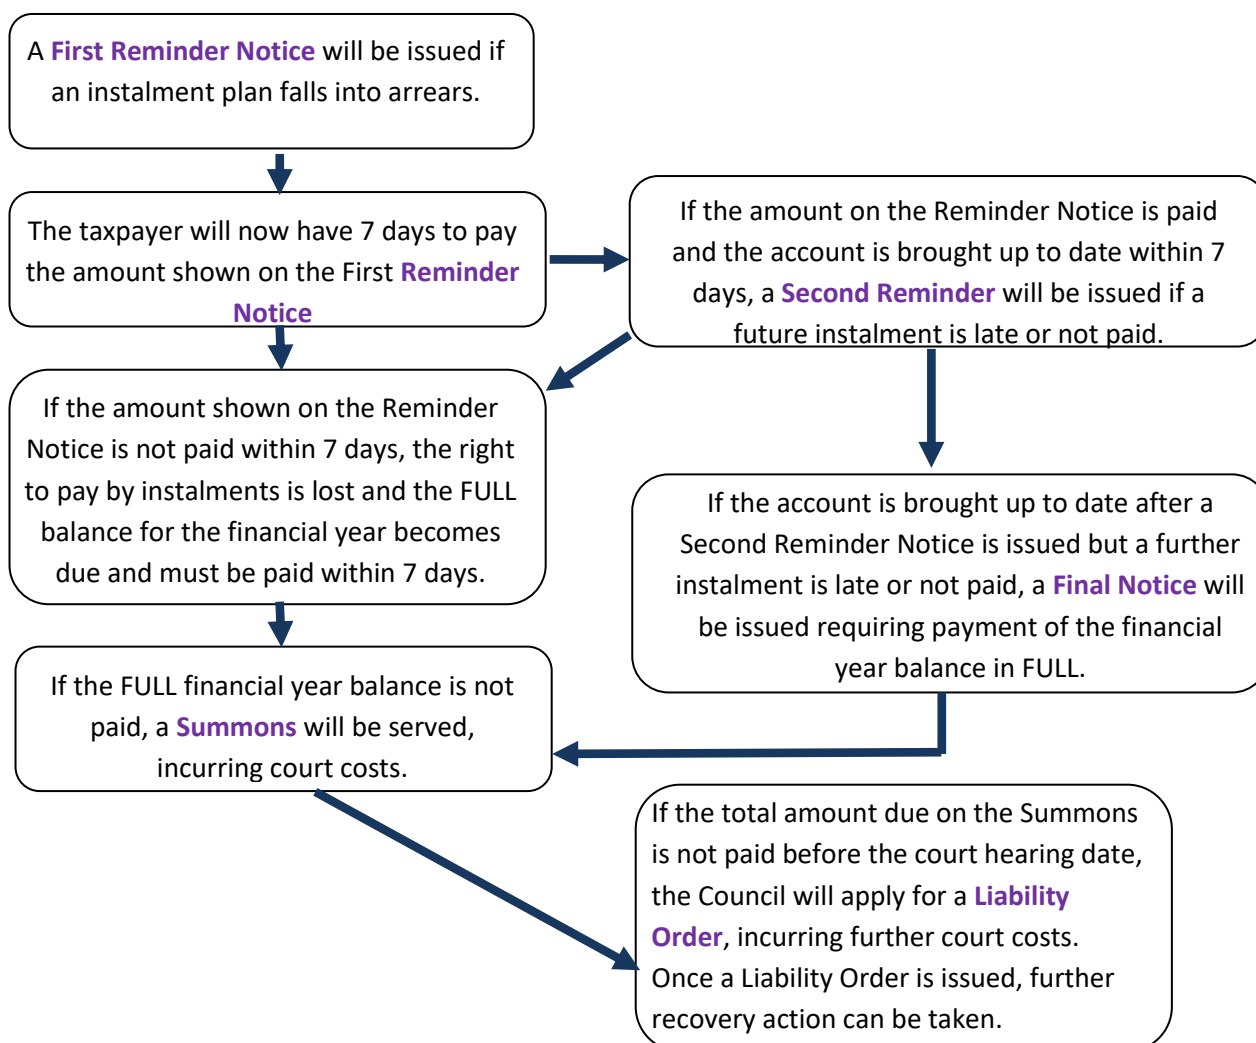 A First Reminder Notice will be issued if
an instalment plan falls into arrears.
The taxpayer will now have 7 days to pay
the amount shown on the First Reminder
Notice
If the amount on the Reminder Notice is paid
and the account is brought up to date within 7
days, a Second Reminder will be issued if a
future instalment is late or not paid.
If the amount shown on the Reminder
Notice is not paid within 7 days, the right
to pay by instalments is lost and the FULL
balance for the financial year becomes
due and must be paid within 7 days.
If the account is brought up to date after a
Second Reminder Notice is issued but a further
instalment is late or not paid, a Final Notice will
be issued requiring payment of the financial
year balance in FULL.
If the FULL financial year balance is not
paid, a Summons will be served,
incurring court costs.
If the total amount due on the Summons
is not paid before the court hearing date,
the Council will apply for a Liability
Order, incurring further court costs.
Once a Liability Order is issued, further
recovery action can be taken.